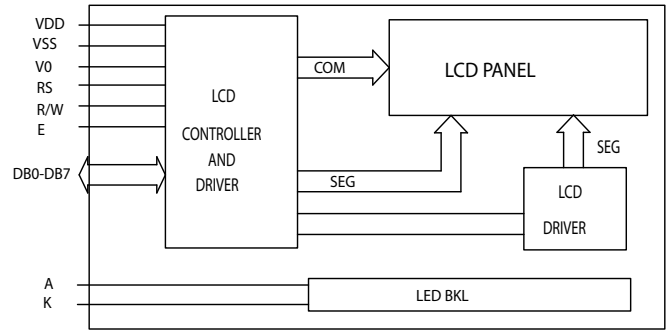 VDD
VSS
V0
RS
R/W
E
DB0-DB7
A
K
LCD
CONTROLLER
AND
DRIVER
COM
SEG
LCD PANEL
SEG
LCD
DRIVER
LED BKL